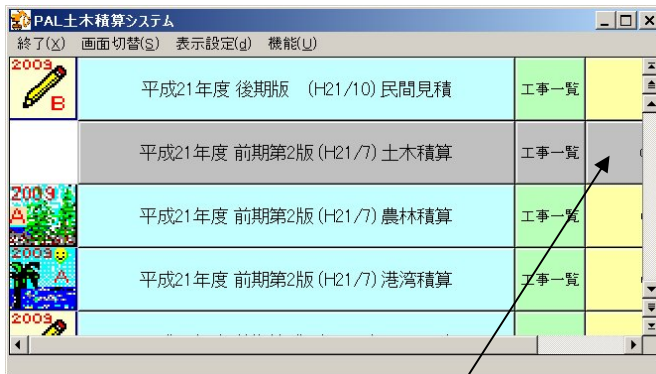 PAL土木積算システム
終了(X) 画面切替(S) 表示設定(d) 機能(U)
2009
B
平成21年度 後期版 (H21/10) 民間見積 工事一覧
平成21年度 前期第2版 (H21/7) 土木積算 工事一覧
2009
A
平成21年度 前期第2版 (H21/7) 農林積算 工事一覧
2009
A
平成21年度 前期第2版 (H21/7) 港湾積算 工事一覧
2009